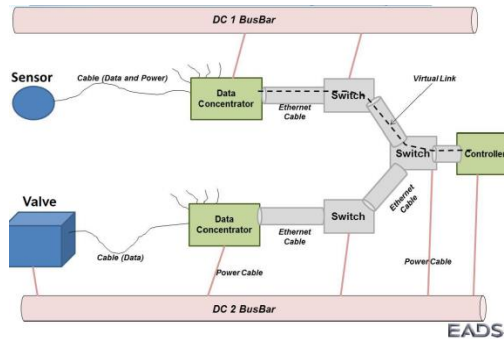 DC 1 BusBar
Sensor
Cable (Data and Power)
Data
Concentrator
Ethernet
Cable
Switch
Virtual Link
Switch
Controller
Ethernet
Cable
Valve
Cable (Data)
Data
Concentrator
Ethernet
Cable
Switch
Power Cable
Power Cable
DC 2 BusBar
EADS